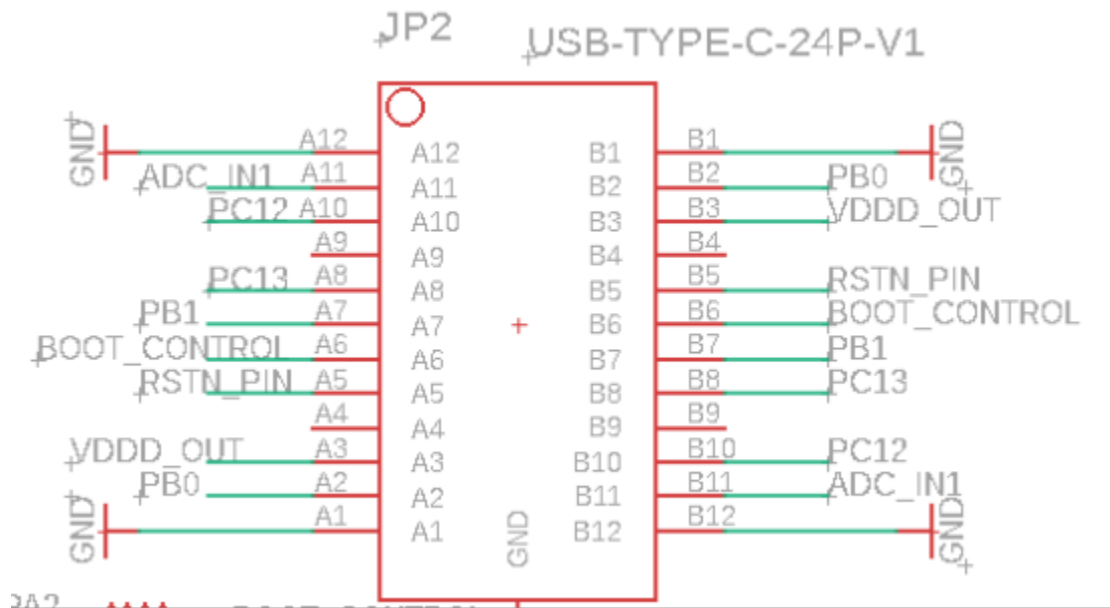 JP2
USB-TYPE-C-24P-V1
GND A12 A12 B1 B1 GND
ADC_IN1 A11 A11 B2 B2 PB0
PC12 A10 A10 B3 B3 VDDD_OUT
A9 A9 B4 B4
PC13 A8 A8 B5 B5 RSTN_PIN
PB1 A7 A7 B6 B6 BOOT_CONTROL
BOOT_CONTROL A6 A6 B7 B7 PB1
RSTN_PIN A5 A5 B8 B8 PC13
A4 A4 B9 B9
VDDD_OUT A3 A3 B10 B10 PC12
PB0 A2 A2 B11 B11 ADC_IN1
GND A1 A1 GND B12 B12 GND